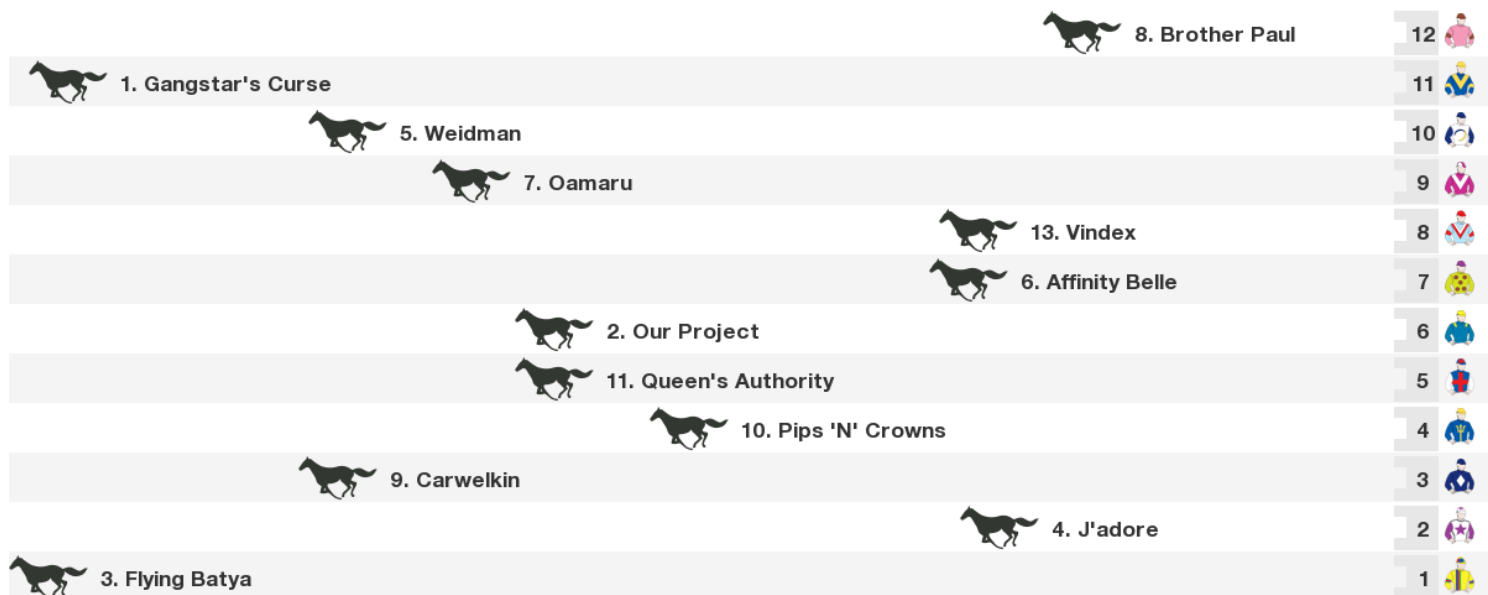 8. Brother Paul 12
1. Gangstar's Curse 11
5. Weidman 10
7. Oamaru 9
13. Vindex 8
6. Affinity Belle 7
2. Our Project 6
11. Queen's Authority 5
10. Pips 'N' Crowns 4
9. Carwelkin 3
4. J'adore 2
3. Flying Batya 1